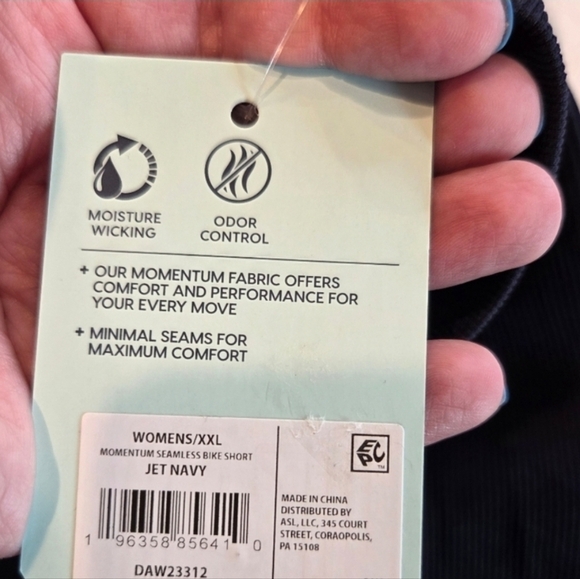 MOISTURE
WICKING
ODOR
CONTROL
+ OUR MOMENTUM FABRIC OFFERS
COMFORT AND PERFORMANCE FOR
YOUR EVERY MOVE
+ MINIMAL SEAMS FOR
MAXIMUM COMFORT
WOMENS/XXL
MOMENTUM SEAMLESS BIKE SHORT
JET NAVY
1 96358 85641 0
DAW23312
EPC
TM
MADE IN CHINA
DISTRIBUTED BY
ASL, LLC, 345 COURT
STREET, CORAOPOLIS,
PA 15108